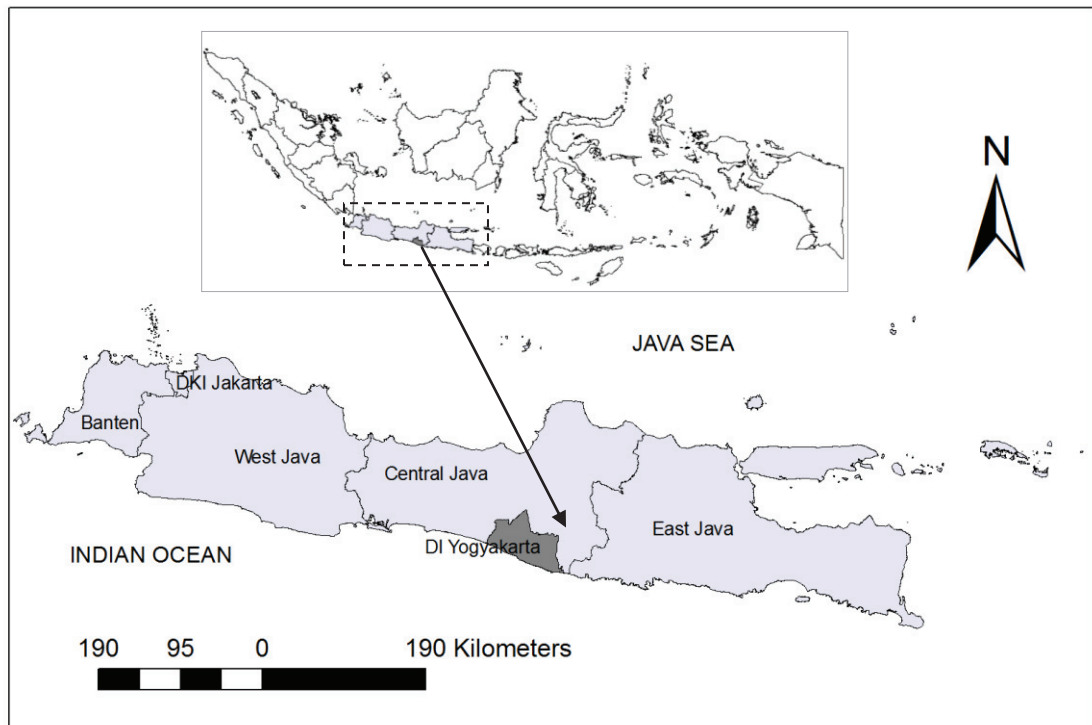 N
JAVA SEA
DKI Jakarta
Banten
West Java
Central Java
East Java
DI Yogyakarta
INDIAN OCEAN
190 95 0 190 Kilometers